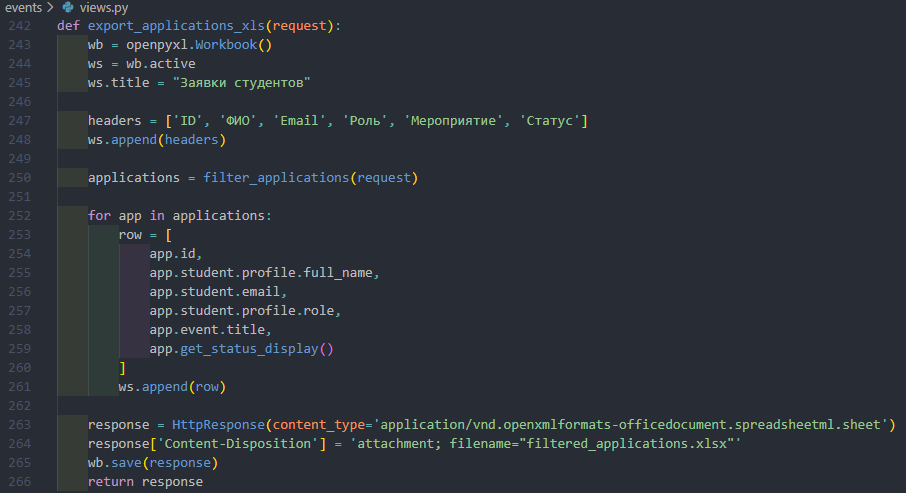 events > views.py
242 def export_applications_xls(request):
243     wb = openpyxl.Workbook()
244     ws = wb.active
245     ws.title = "Заявки студентов"
246
247     headers = ['ID', 'ФИО', 'Email', 'Роль', 'Мероприятие', 'Статус']
248     ws.append(headers)
249
250     applications = filter_applications(request)
251
252     for app in applications:
253         row = [
254             app.id,
255             app.student.profile.full_name,
256             app.student.email,
257             app.student.profile.role,
258             app.event.title,
259             app.get_status_display()
260         ]
261         ws.append(row)
262
263     response = HttpResponse(content_type='application/vnd.openxmlformats-officedocument.spreadsheetml.sheet')
264     response['Content-Disposition'] = 'attachment; filename="filtered_applications.xlsx"'
265     wb.save(response)
266     return response